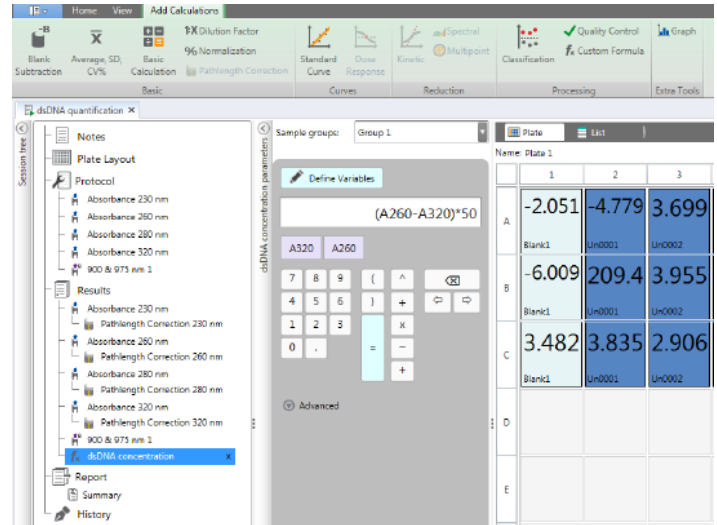 Home View Add Calculations
-B x̄ 1:X Dilution Factor Spectral Quality Control Graph
% Normalization Multipoint fx Custom Formula
Blank Subtraction Average, SD, CV% Basic Calculation Pathlength Correction Standard Curve Dose Response Kinetic Classification
Basic Curves Reduction Processing Extra Tools
dsDNA quantification ×
Session tree
Notes
Plate Layout
Protocol
Absorbance 230 nm
Absorbance 260 nm
Absorbance 280 nm
Absorbance 320 nm
900 & 975 nm 1
Results
Absorbance 230 nm
Pathlength Correction 230 nm
Absorbance 260 nm
Pathlength Correction 260 nm
Absorbance 280 nm
Pathlength Correction 280 nm
Absorbance 320 nm
Pathlength Correction 320 nm
900 & 975 nm 1
fx dsDNA concentration x
Report
Summary
History
dsDNA concentration parameters
Sample groups: Group 1
Define Variables
(A260-A320)*50
A320 A260
7 8 9 ( ^
4 5 6 ) + ⇦ ⇨
1 2 3 = x
0 . −
+
Advanced
Plate List
Name: Plate 1
1 2 3
A -2.051 -4.779 3.699
Blank1 Un0001 Un0002
B -6.009 209.4 3.955
Blank1 Un0001 Un0002
C 3.482 3.835 2.906
Blank1 Un0001 Un0002
D
E